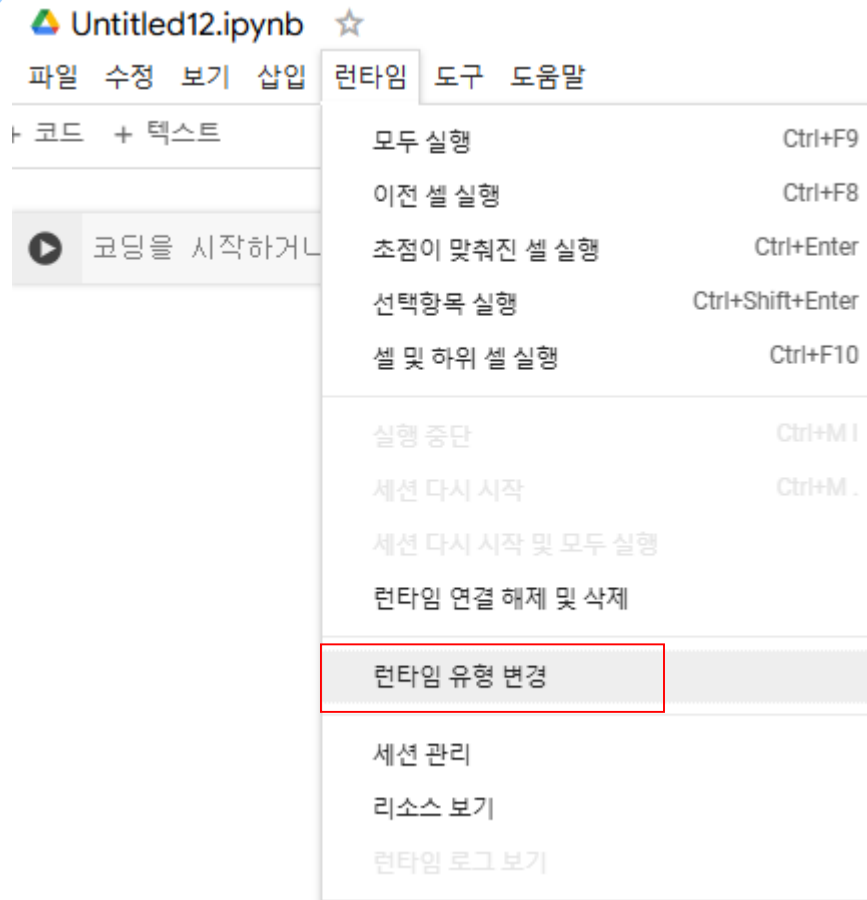 Untitled12.ipynb
파일 수정 보기 삽입 런타임 도구 도움말
+ 코드 + 텍스트
모두 실행 Ctrl+F9
이전 셀 실행 Ctrl+F8
코딩을 시작하거나
초점이 맞춰진 셀 실행 Ctrl+Enter
선택항목 실행 Ctrl+Shift+Enter
셀 및 하위 셀 실행 Ctrl+F10
실행 중단 Ctrl+M I
세션 다시 시작 Ctrl+M .
세션 다시 시작 및 모두 실행
런타임 연결 해제 및 삭제
런타임 유형 변경
세션 관리
리소스 보기
런타임 로그 보기